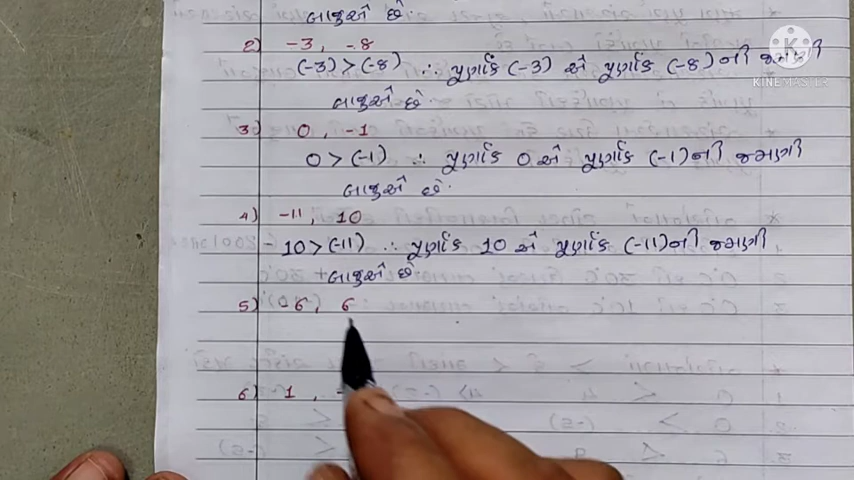 બાજુએ છે.
2) -3, -8
(-3) > (-8) ∴ પૂર્ણાંક (-3) એ પૂર્ણાંક (-8) ની જમણી
બાજુએ છે.
3) 0, -1
0 > (-1) ∴ પૂર્ણાંક 0 એ પૂર્ણાંક (-1) ની જમણી
બાજુએ છે.
4) -11, 10
10 > (-11) ∴ પૂર્ણાંક 10 એ પૂર્ણાંક (-11) ની જમણી
બાજુએ છે.
5) -6, 6
6) 1,
KINEMASTER